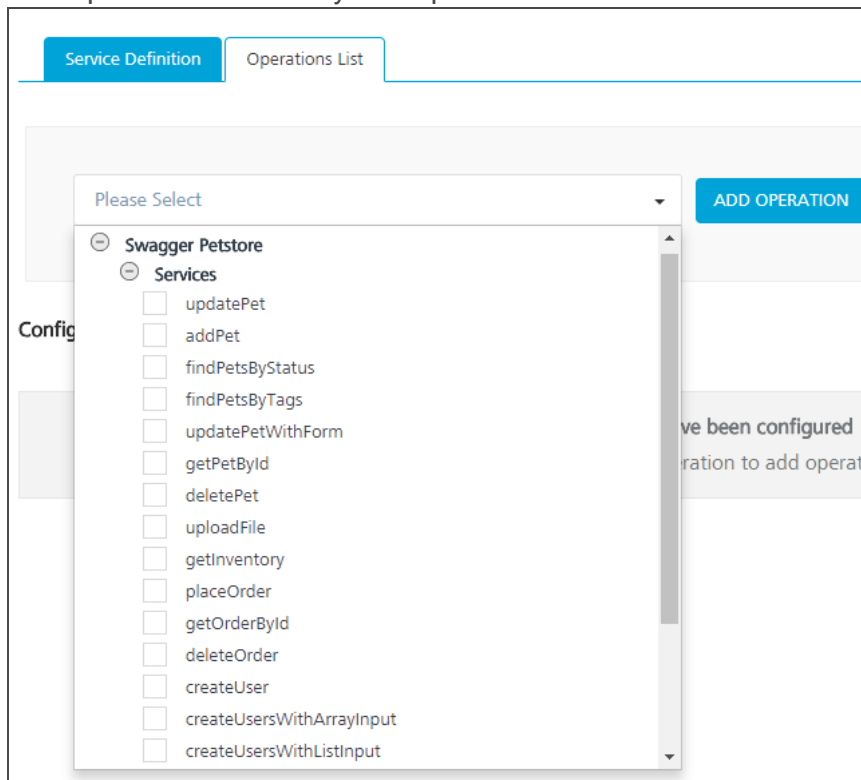 Service Definition
Operations List
Please Select
ADD OPERATION
Swagger Petstore
Services
updatePet
addPet
Config
findPetsByStatus
findPetsByTags
updatePetWithForm
ve been configured
getPetById
ration to add operat
deletePet
uploadFile
getInventory
placeOrder
getOrderById
deleteOrder
createUser
createUsersWithArrayInput
createUsersWithListInput